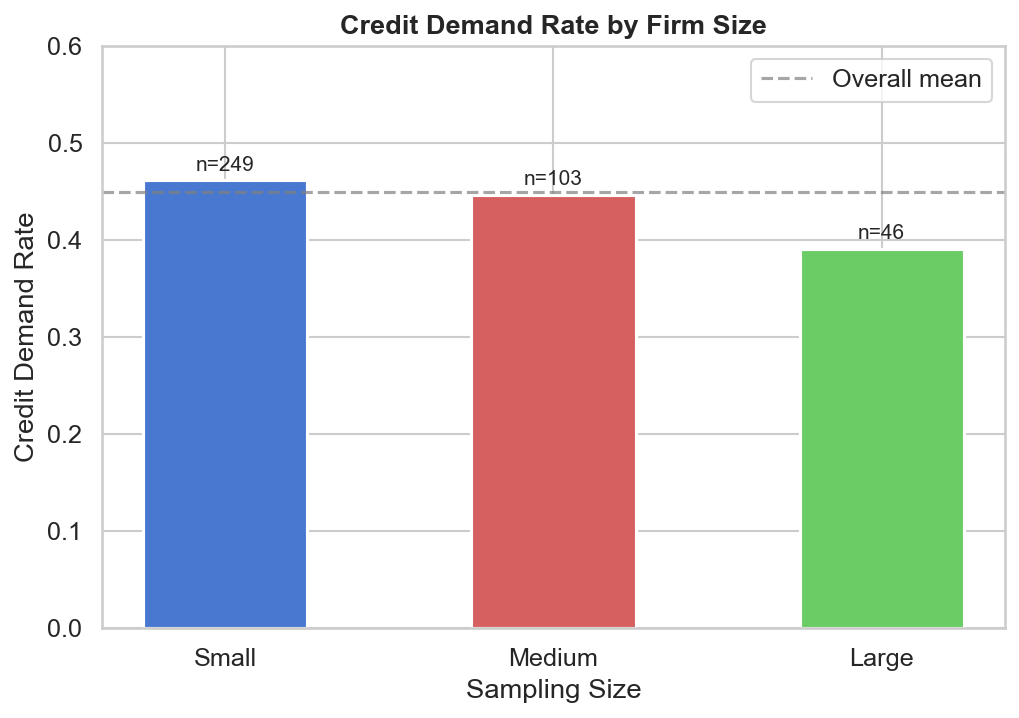 Credit Demand Rate by Firm Size
0.6
0.5
0.4
0.3
0.2
0.1
0.0
Credit Demand Rate
Overall mean
n=249
n=103
n=46
Small
Medium
Large
Sampling Size